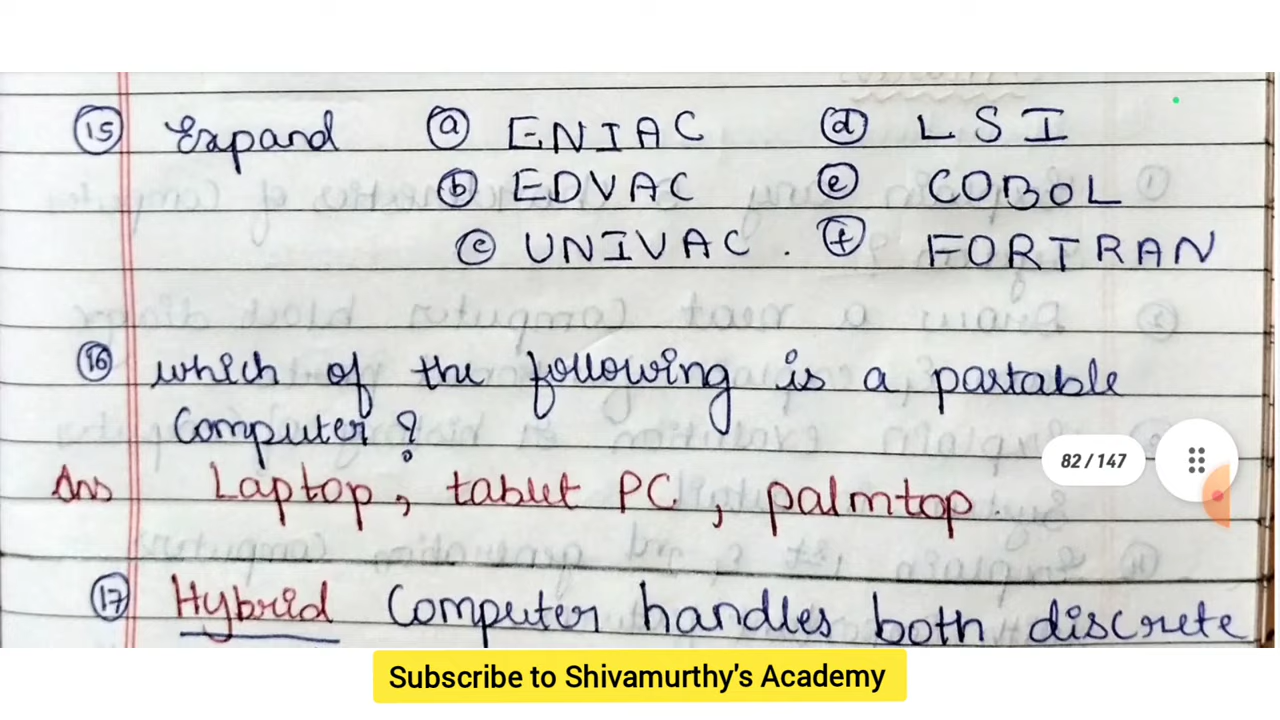 15 Expand a ENIAC d LSI
b EDVAC e COBOL
c UNIVAC. f FORTRAN
16 which of the following is a portable
Computer?
Ans Laptop, tablet PC, palmtop.
82 / 147
17 Hybrid Computer handles both discrete
Subscribe to Shivamurthy's Academy